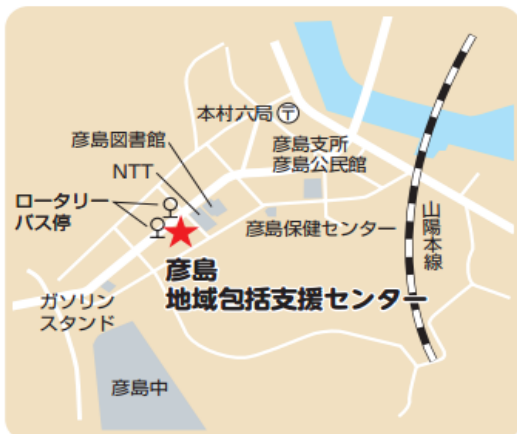 本村六局
彦島図書館
彦島支所
彦島公民館
NTT
ロータリー
バス停
彦島保健センター
山陽本線
彦島
地域包括支援センター
ガソリン
スタンド
彦島中